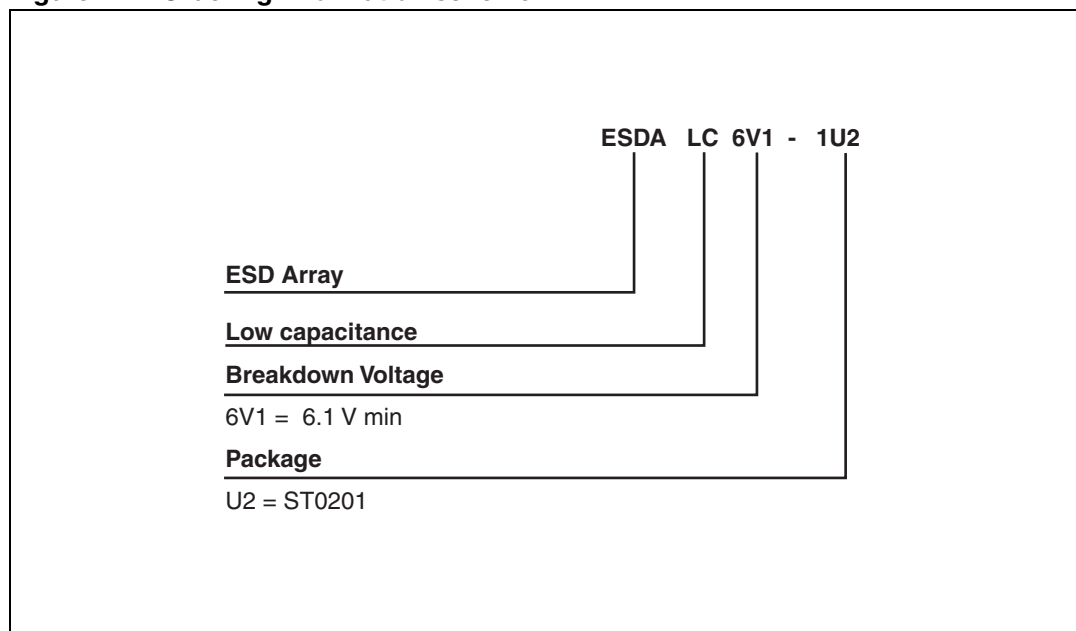 ESDA LC 6V1 - 1U2
ESD Array
Low capacitance
Breakdown Voltage
6V1 = 6.1 V min
Package
U2 = ST0201